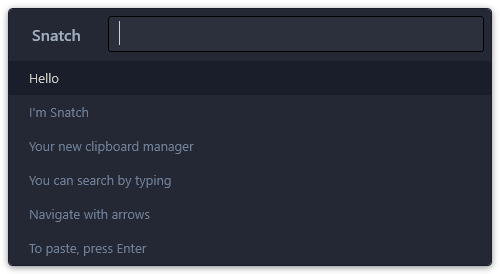 Snatch
Hello
I'm Snatch
Your new clipboard manager
You can search by typing
Navigate with arrows
To paste, press Enter